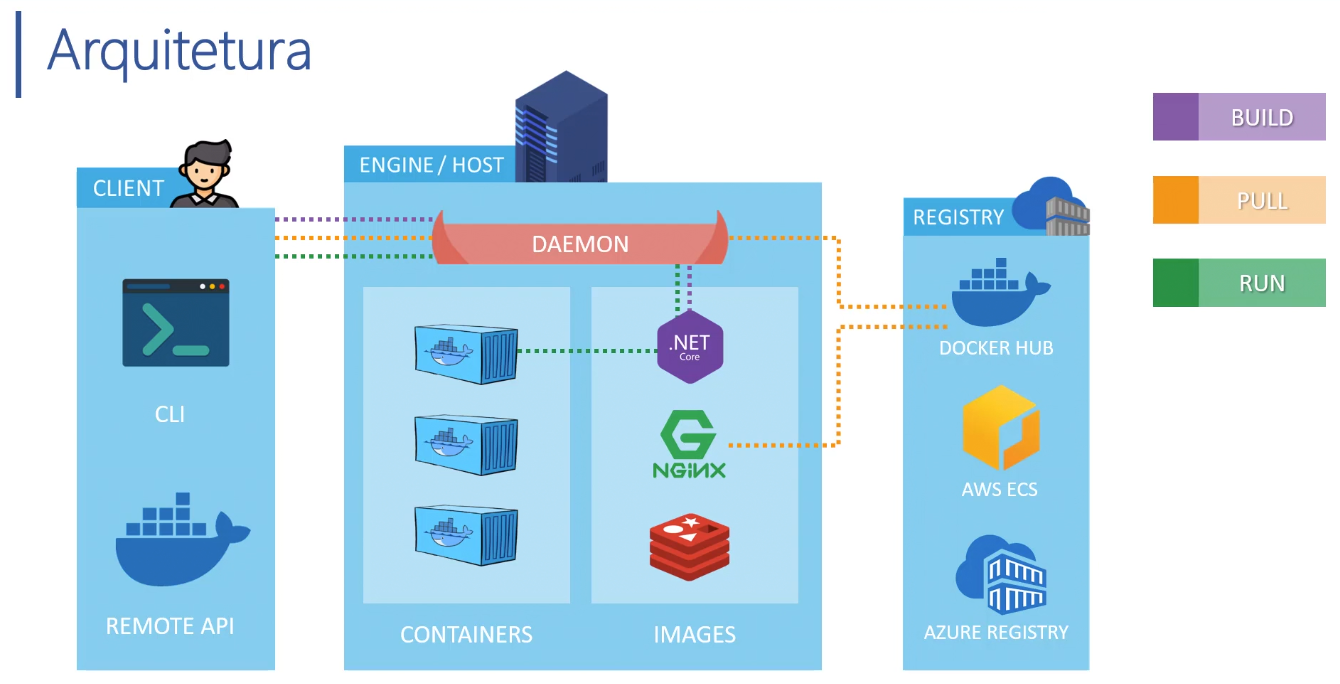 Arquitetura
CLIENT
CLI
REMOTE API
ENGINE / HOST
DAEMON
CONTAINERS
.NET
Core
NGiNX
IMAGES
REGISTRY
DOCKER HUB
AWS ECS
AZURE REGISTRY
BUILD
PULL
RUN